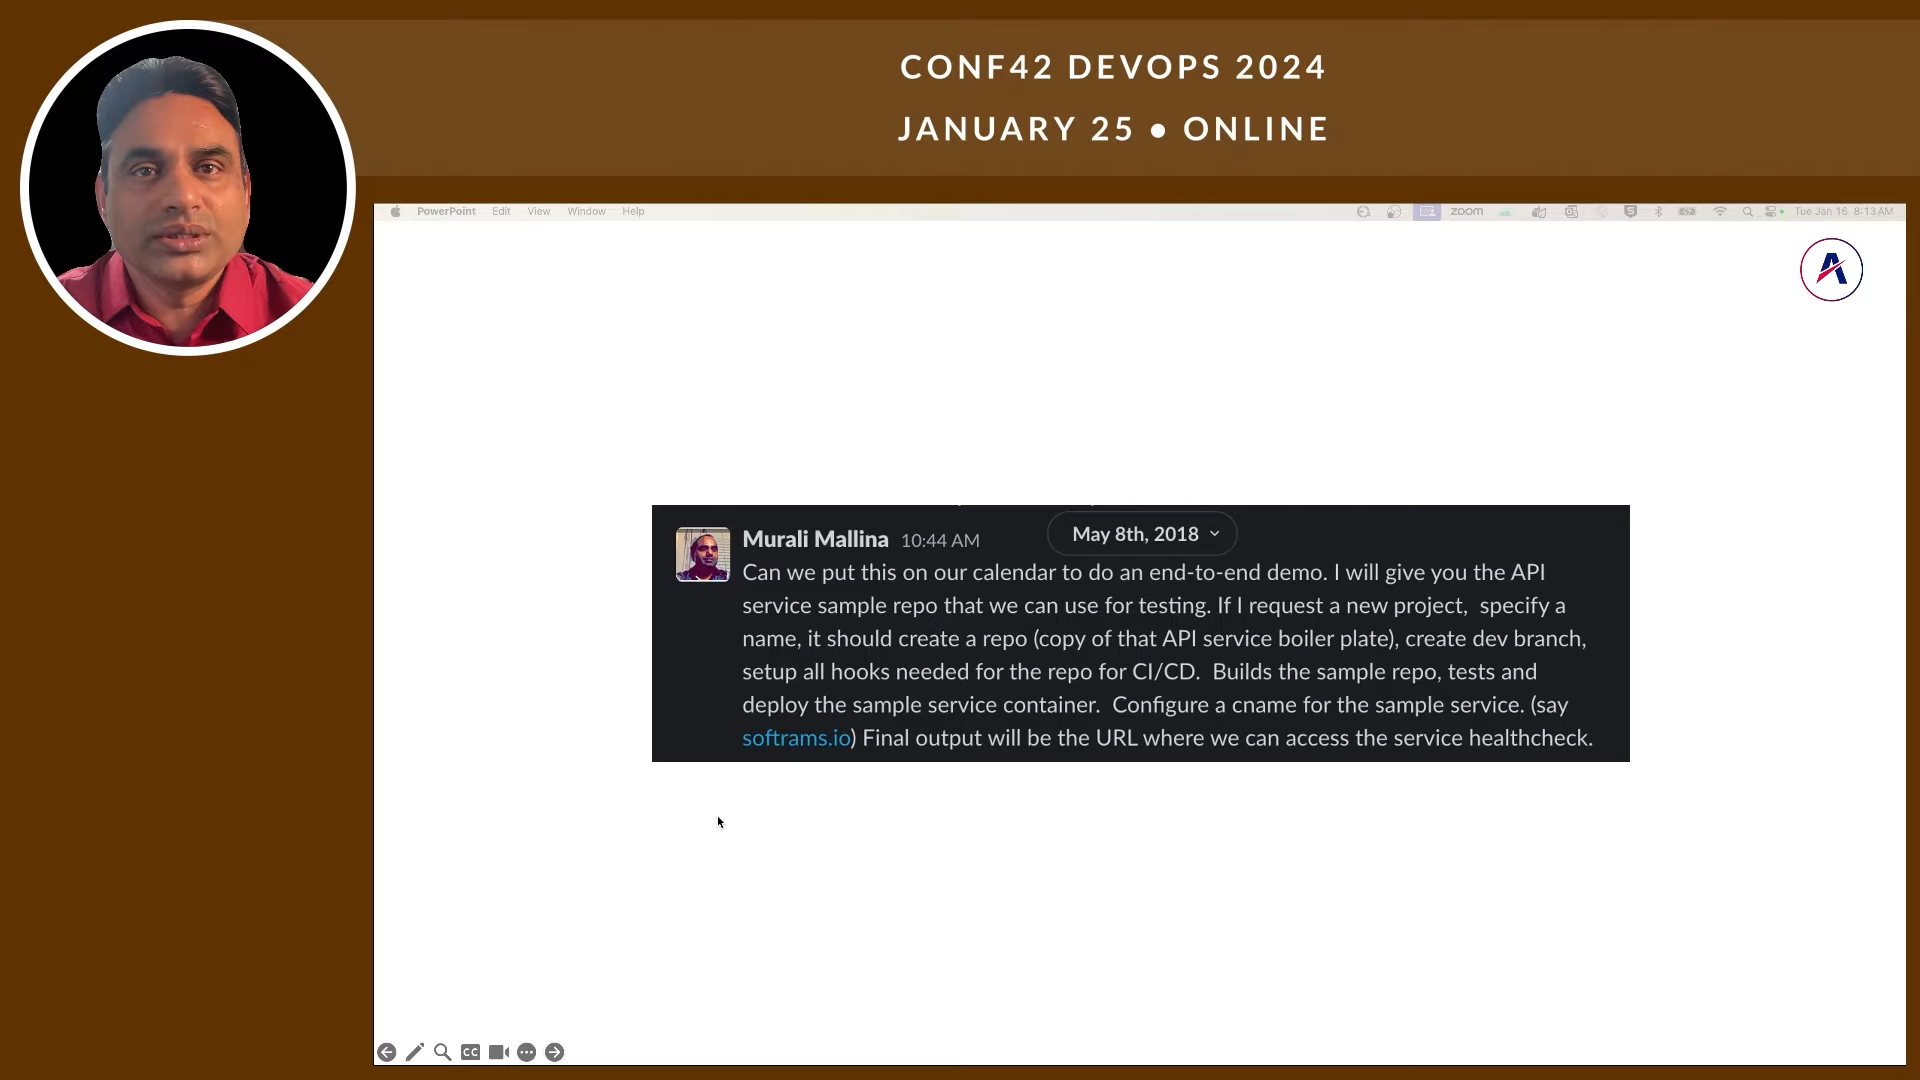 CONF42 DEVOPS 2024
JANUARY 25 • ONLINE
PowerPoint Edit View Window Help
zoom
Tue Jan 16 8:13 AM
A
Murali Mallina 10:44 AM
May 8th, 2018
Can we put this on our calendar to do an end-to-end demo. I will give you the API
service sample repo that we can use for testing. If I request a new project,  specify a
name, it should create a repo (copy of that API service boiler plate), create dev branch,
setup all hooks needed for the repo for CI/CD.  Builds the sample repo, tests and
deploy the sample service container.  Configure a cname for the sample service. (say
softrams.io) Final output will be the URL where we can access the service healthcheck.
CC